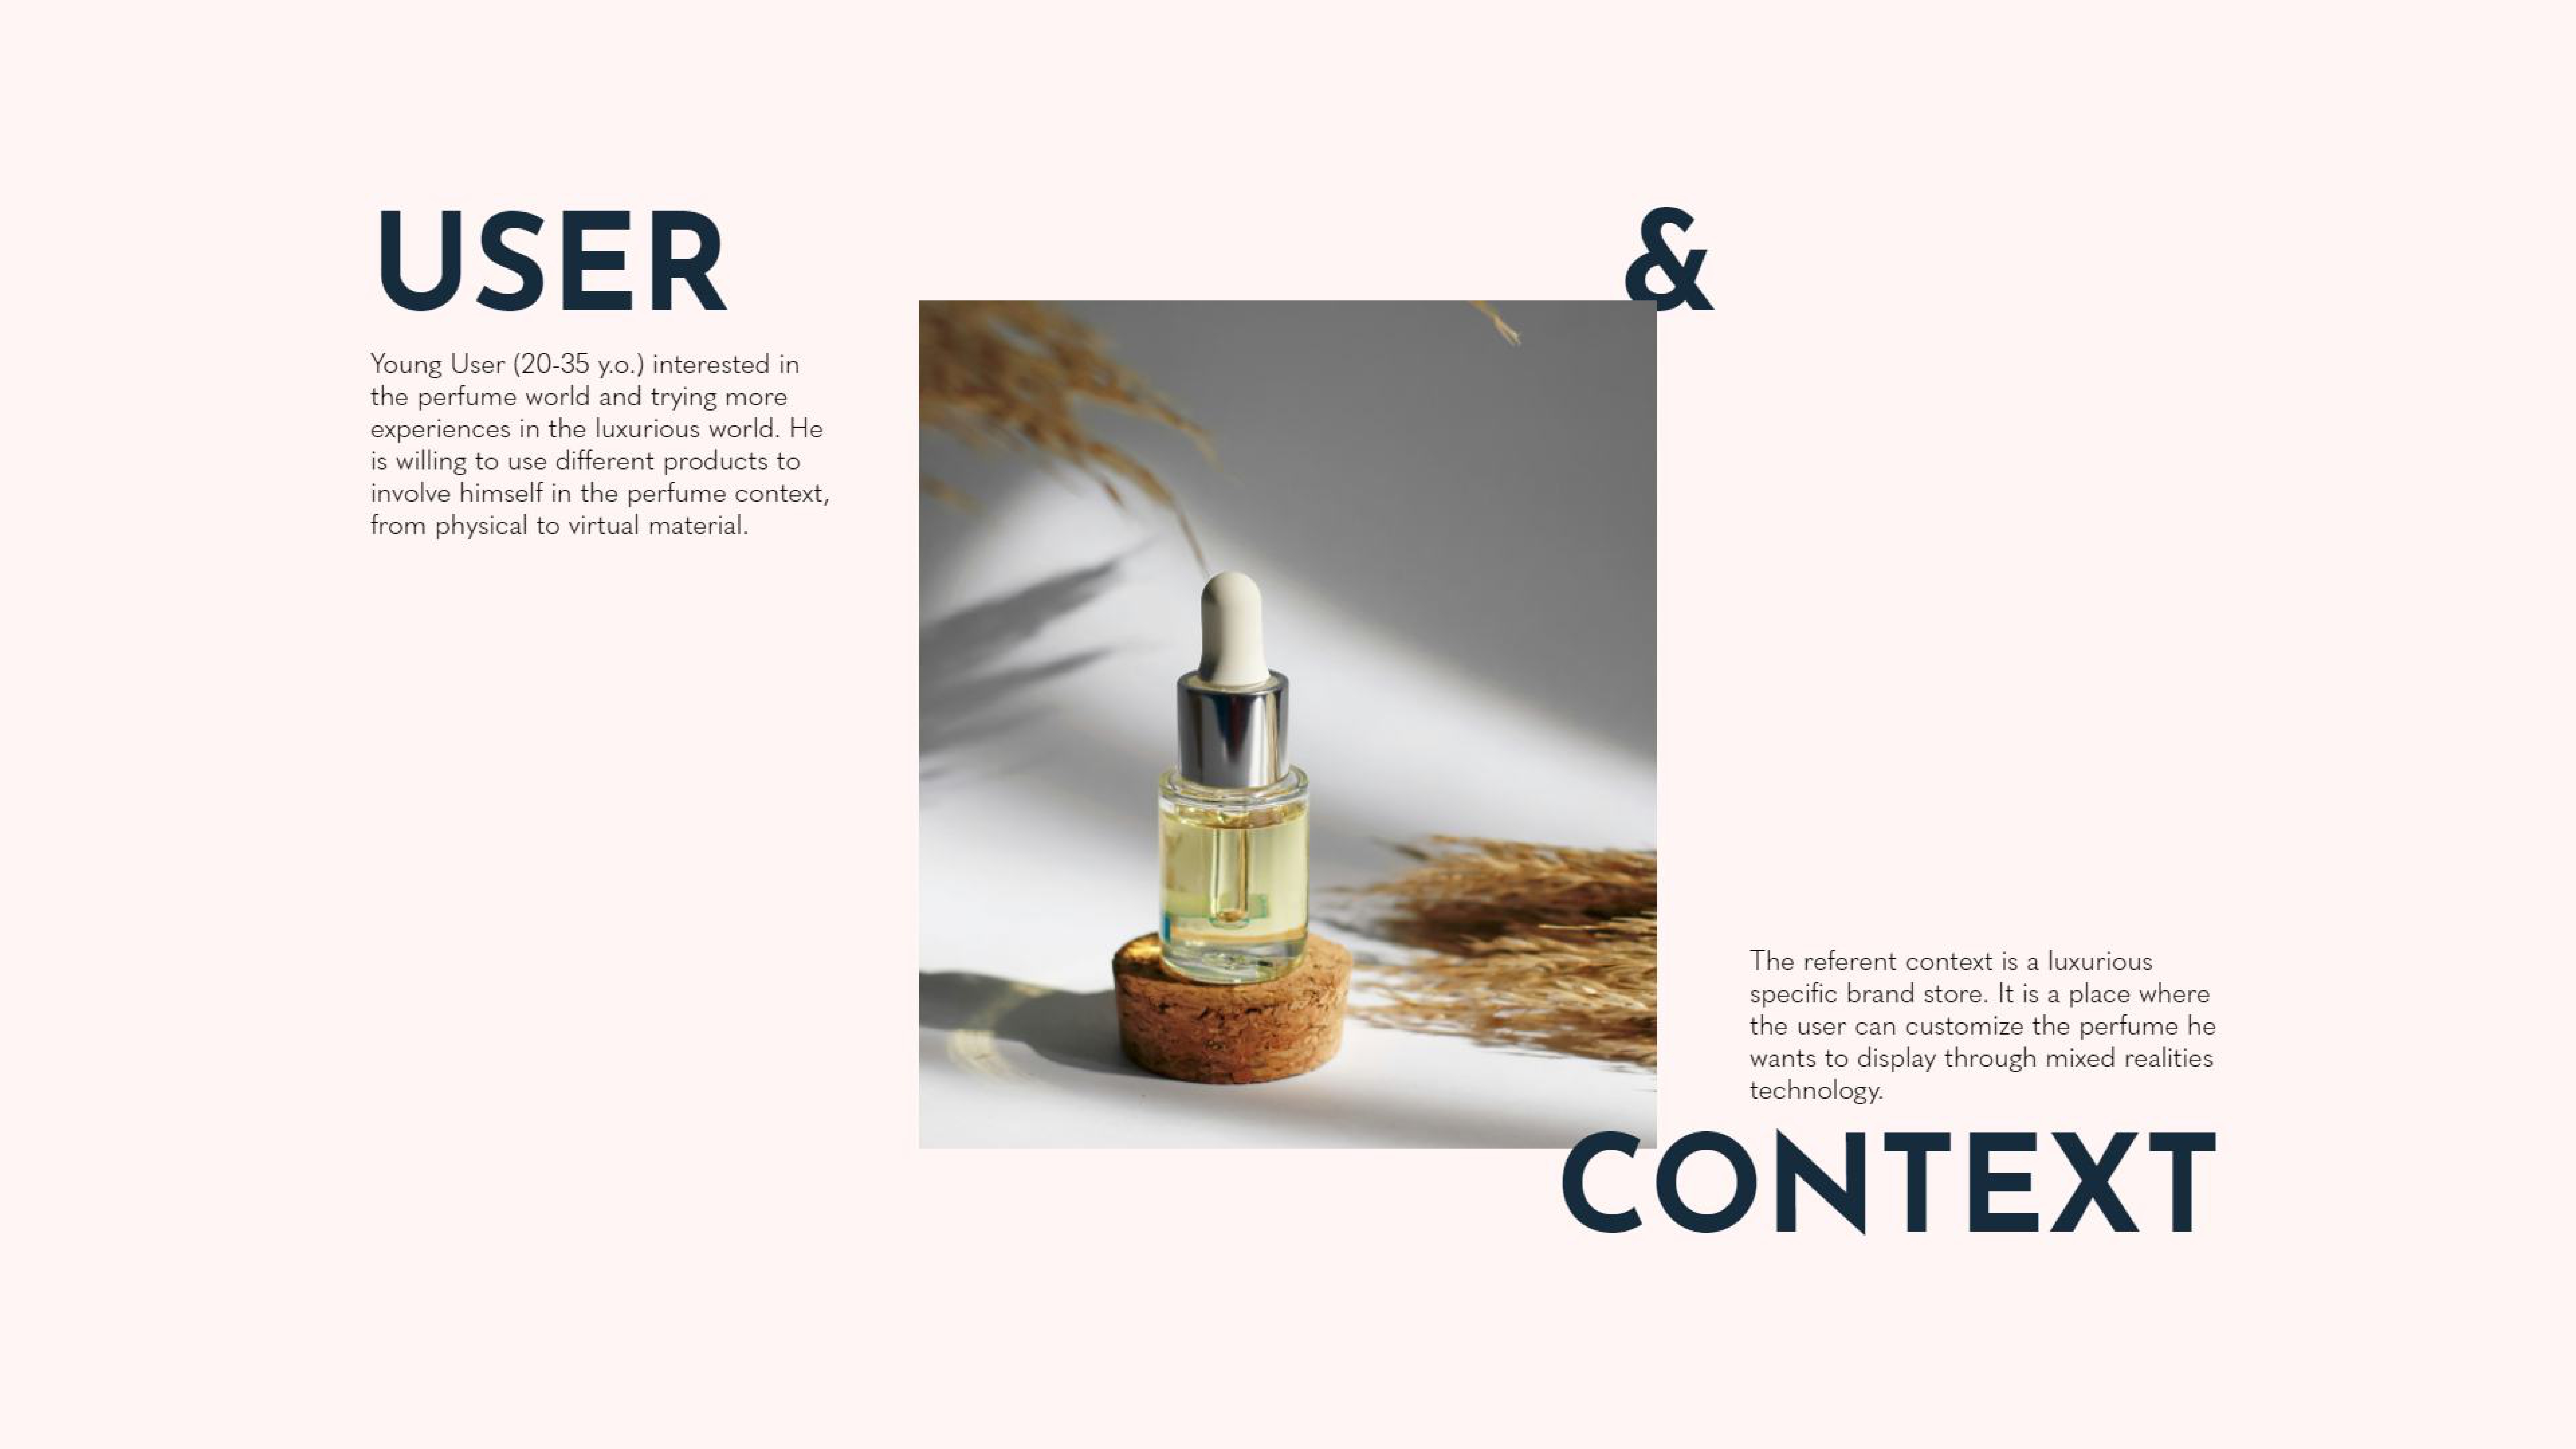 USER
&
Young User (20-35 y.o.) interested in
the perfume world and trying more
experiences in the luxurious world. He
is willing to use different products to
involve himself in the perfume context,
from physical to virtual material.
The referent context is a luxurious
specific brand store. It is a place where
the user can customize the perfume he
wants to display through mixed realities
technology.
CONTEXT